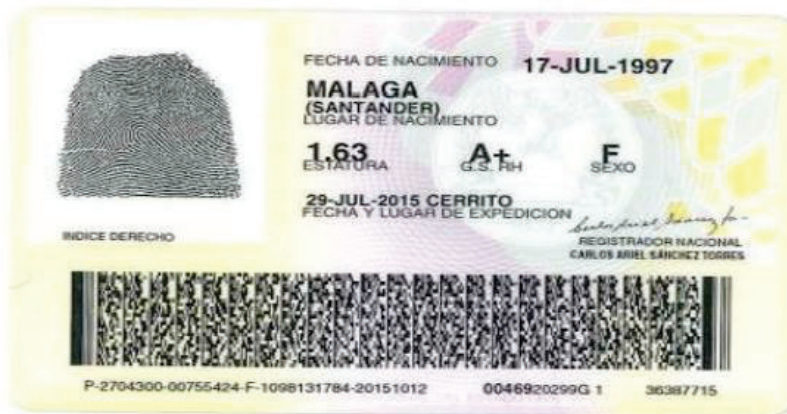 FECHA DE NACIMIENTO 17-JUL-1997
MALAGA
(SANTANDER)
LUGAR DE NACIMIENTO
1.63 A+ F
ESTATURA G.S. RH SEXO
29-JUL-2015 CERRITO
FECHA Y LUGAR DE EXPEDICION
INDICE DERECHO
REGISTRADOR NACIONAL
CARLOS ARIEL SÁNCHEZ TORRES
P-2704300-00755424-F-1098131784-20151012 0046920299G 1 36387715